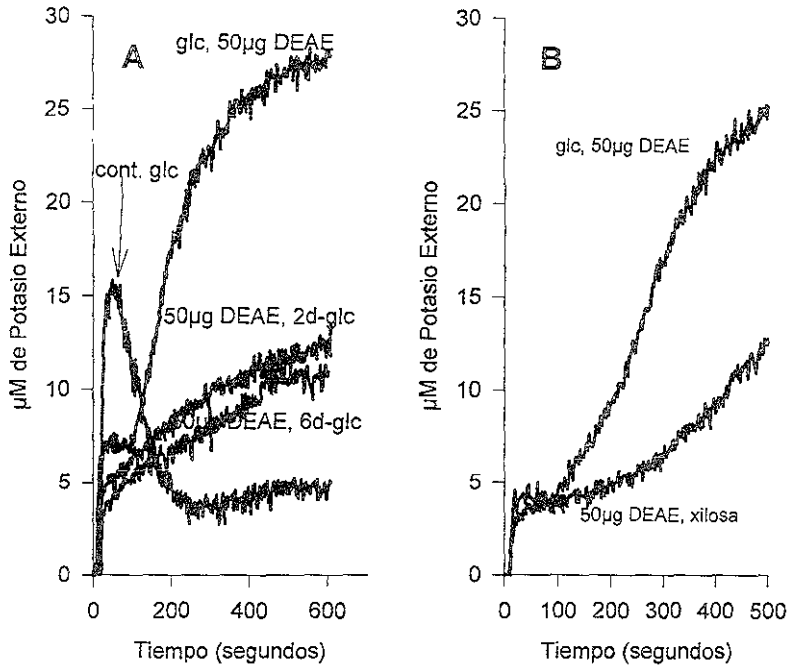 A
glc, 50µg DEAE
cont. glc
50µg DEAE, 2d-glc
50µg DEAE, 6d-glc
µM de Potasio Externo
30
25
20
15
10
5
0
0 200 400 600
Tiempo (segundos)
B
glc, 50µg DEAE
50µg DEAE, xilosa
µM de Potasio Externo
30
25
20
15
10
5
0
0 100 200 300 400 500
Tiempo (segundos)